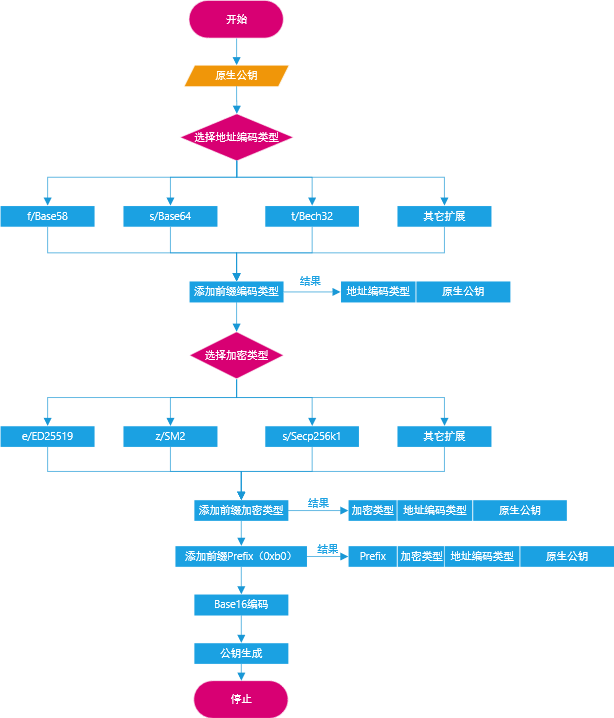 开始
原生公钥
选择地址编码类型
f/Base58
s/Base64
t/Bech32
其它扩展
添加前缀编码类型
结果
地址编码类型
原生公钥
选择加密类型
e/ED25519
z/SM2
s/Secp256k1
其它扩展
添加前缀加密类型
结果
加密类型
地址编码类型
原生公钥
添加前缀Prefix（0xb0）
结果
Prefix
加密类型
地址编码类型
原生公钥
Base16编码
公钥生成
停止